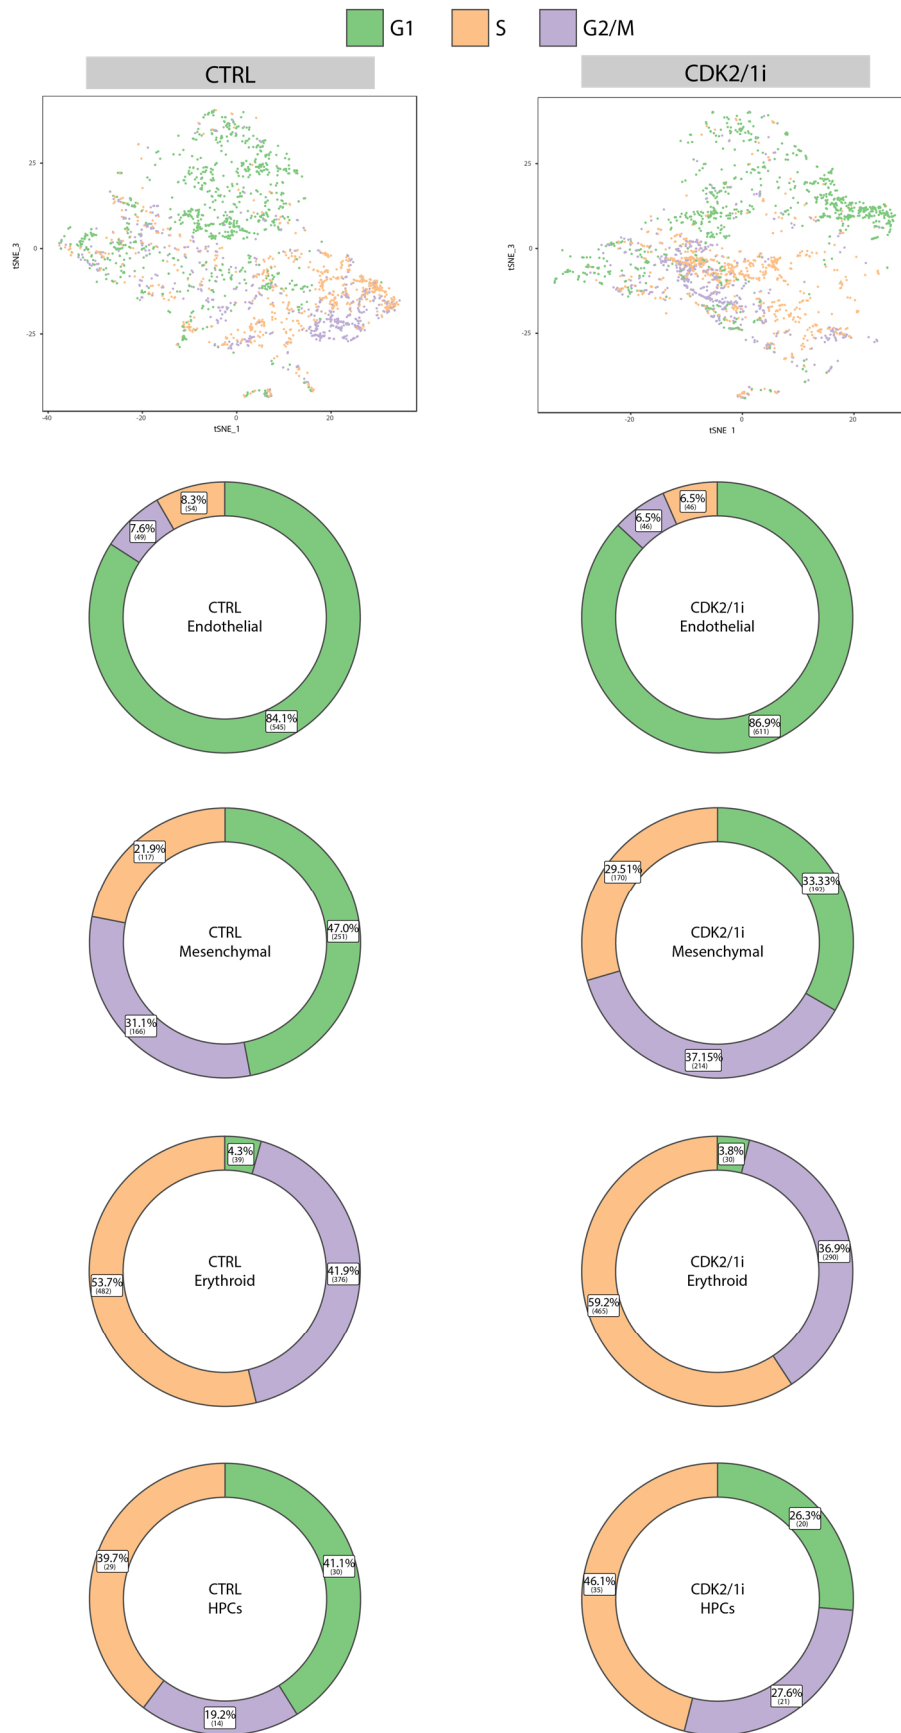 G1 S G2/M
CTRL CDK2/1i
25
0
-25
tSNE_3
-40 -20 0 20
tSNE_1
25
0
-25
tSNE_3
-20 0 20
tSNE 1
8.3%
(54)
7.6%
(49)
CTRL
Endothelial
84.1%
(545)
6.5%
(46)
6.5%
(46)
CDK2/1i
Endothelial
86.9%
(611)
21.9%
(117)
CTRL
Mesenchymal
47.0%
(251)
31.1%
(166)
29.51%
(170)
33.33%
(192)
CDK2/1i
Mesenchymal
37.15%
(214)
4.3%
(39)
CTRL
Erythroid
53.7%
(482)
41.9%
(376)
3.8%
(30)
36.9%
(290)
CDK2/1i
Erythroid
59.2%
(465)
39.7%
(29)
41.1%
(30)
CTRL
HPCs
19.2%
(14)
26.3%
(20)
46.1%
(35)
CDK2/1i
HPCs
27.6%
(21)